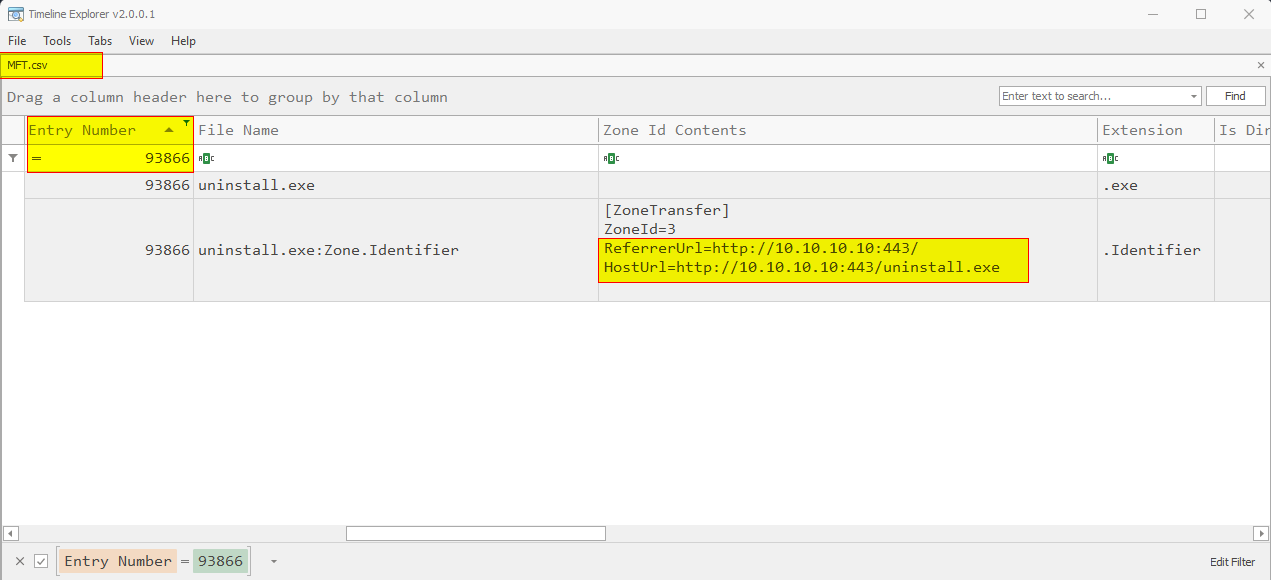 Timeline Explorer v2.0.0.1
File Tools Tabs View Help
MFT.csv
Drag a column header here to group by that column
Enter text to search...
Find
Entry Number File Name Zone Id Contents Extension Is Dir
= 93866
93866 uninstall.exe .exe
[ZoneTransfer]
ZoneId=3
ReferrerUrl=http://10.10.10.10:443/
93866 uninstall.exe:Zone.Identifier .Identifier
HostUrl=http://10.10.10.10:443/uninstall.exe
Entry Number = 93866
Edit Filter